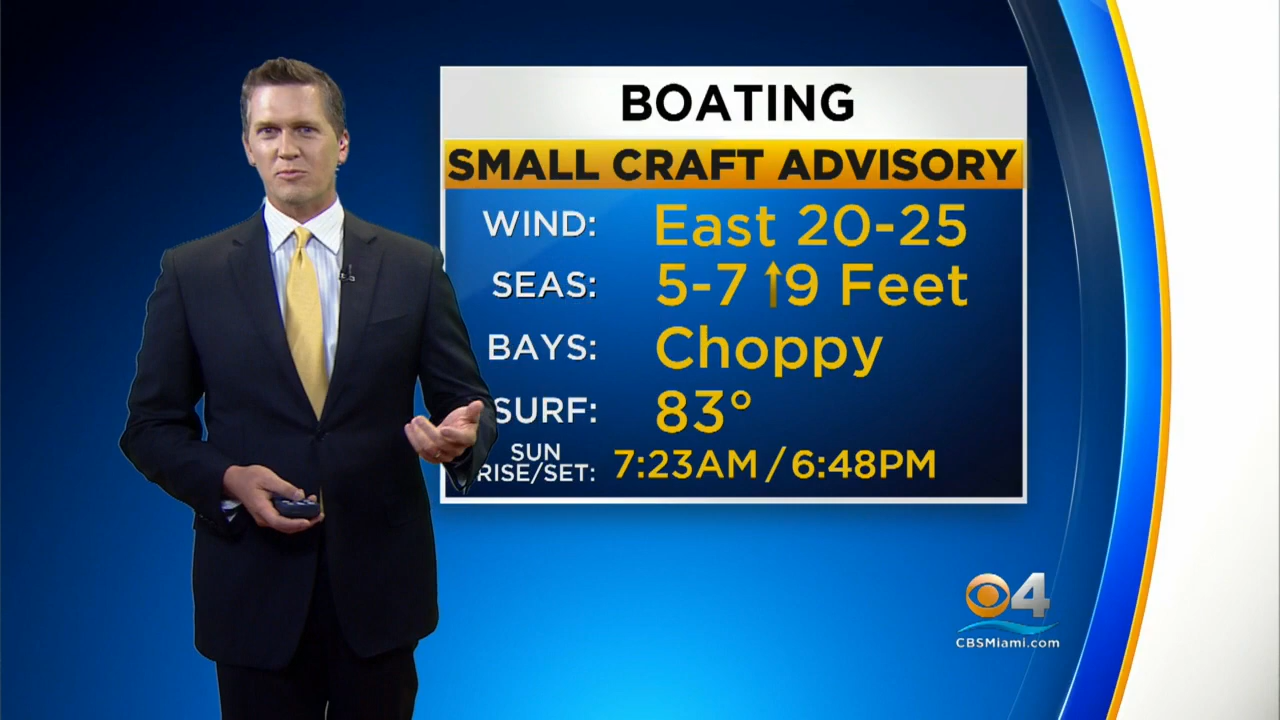 BOATING
SMALL CRAFT ADVISORY
WIND: East 20-25
SEAS: 5-7 ↑9 Feet
BAYS: Choppy
SURF: 83°
SUN
RISE/SET: 7:23AM / 6:48PM
4
CBSMiami.com